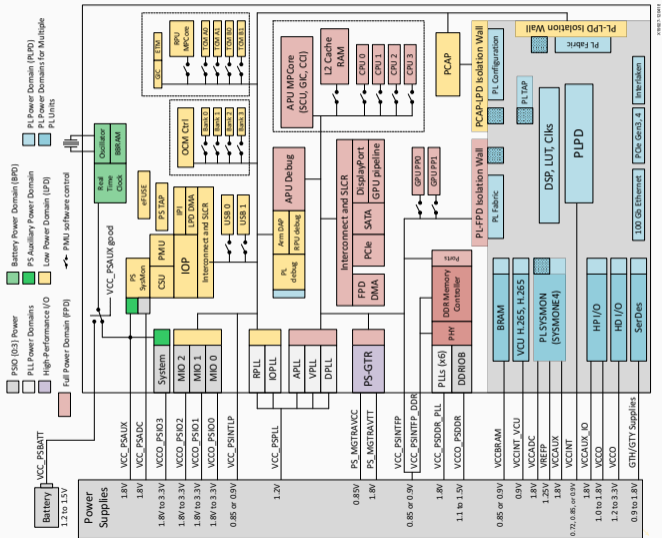 PL-LPD Isolation Wall
PL Fabric
PCAP
PCAP-LPD Isolation Wall
PL Configuration
PL TAP
Interlaken
PCIe Gen3, 4
100 Gb Ethernet
DSP, LUT, Clks
PLPD
PL-FPD Isolation Wall
PL Fabric
ETM
GIC
RPU
MPCore
TCM A0
TCM A1
TCM B0
TCM B1
OCM Ctrl
Bank 0
Bank 1
Bank 2
Bank 3
APU MPCore
(SCU, GIC, CCI)
L2 Cache
RAM
CPU 0
CPU 1
CPU 2
CPU 3
PL Power Domain (PLPD)
PL Power Domains for Multiple
PL Units
Battery Power Domain (BPD)
PS Auxiliary Power Domain
Low Power Domain (LPD)
PMU software control
PSIO (0:3) Power
PLL Power Domains
High-Performance I/O
Full Power Domain (FPD)
Oscillator
BBRAM
Real
Time
Clock
eFUSE
PS TAP
VCC_PSAUX good
PS
SysMon
CSU
PMU
IOP
IPI
LPD DMA
Interconnect and SLCR
USB 0
USB 1
APU Debug
Arm DAP
RPU debug
PL
debug
Interconnect and SLCR
DisplayPort
GPU pipeline
SATA
PCIe
FPD
DMA
GPU PP0
GPU PP1
Ports
DDR Memory
Controller
PHY
PLLs (x6)
DDRIOB
System
MIO 2
MIO 1
MIO 0
RPLL
IOPLL
APLL
VPLL
DPLL
PS-GTR
BRAM
VCU H.264, H.265
PL SYSMON
(SYSMONE4)
HP I/O
HD I/O
SerDes
VCC_PSBATT
VCC_PSAUX
VCC_PSADC
VCCO_PSIO3
VCCO_PSIO2
VCCO_PSIO1
VCCO_PSIO0
VCC_PSINTLP
VCC_PSPLL
PS_MGTRAVCC
PS_MGTRAVTT
VCC_PSINTFP
VCC_PSINTFP_DDR
VCC_PSDDR_PLL
VCCO_PSDDR
VCCBRAM
VCCINT_VCU
VCCADC
VREFP
VCCAUX
VCCINT
VCCAUX_IO
VCCO
VCCO
GTH/GTY Supplies
Battery
1.2 to 1.5V
Power
Supplies
1.8V
1.8V
1.8V to 3.3V
1.8V to 3.3V
1.8V to 3.3V
1.8V to 3.3V
0.85 or 0.9V
1.2V
0.85V
1.8V
0.85 or 0.9V
1.8V
1.1 to 1.5V
0.85 or 0.9V
0.9V
1.8V
1.25V
1.8V
0.72, 0.85, or 0.9V
1.8V
1.0 to 1.8V
1.2 to 3.3V
0.9 to 1.8V